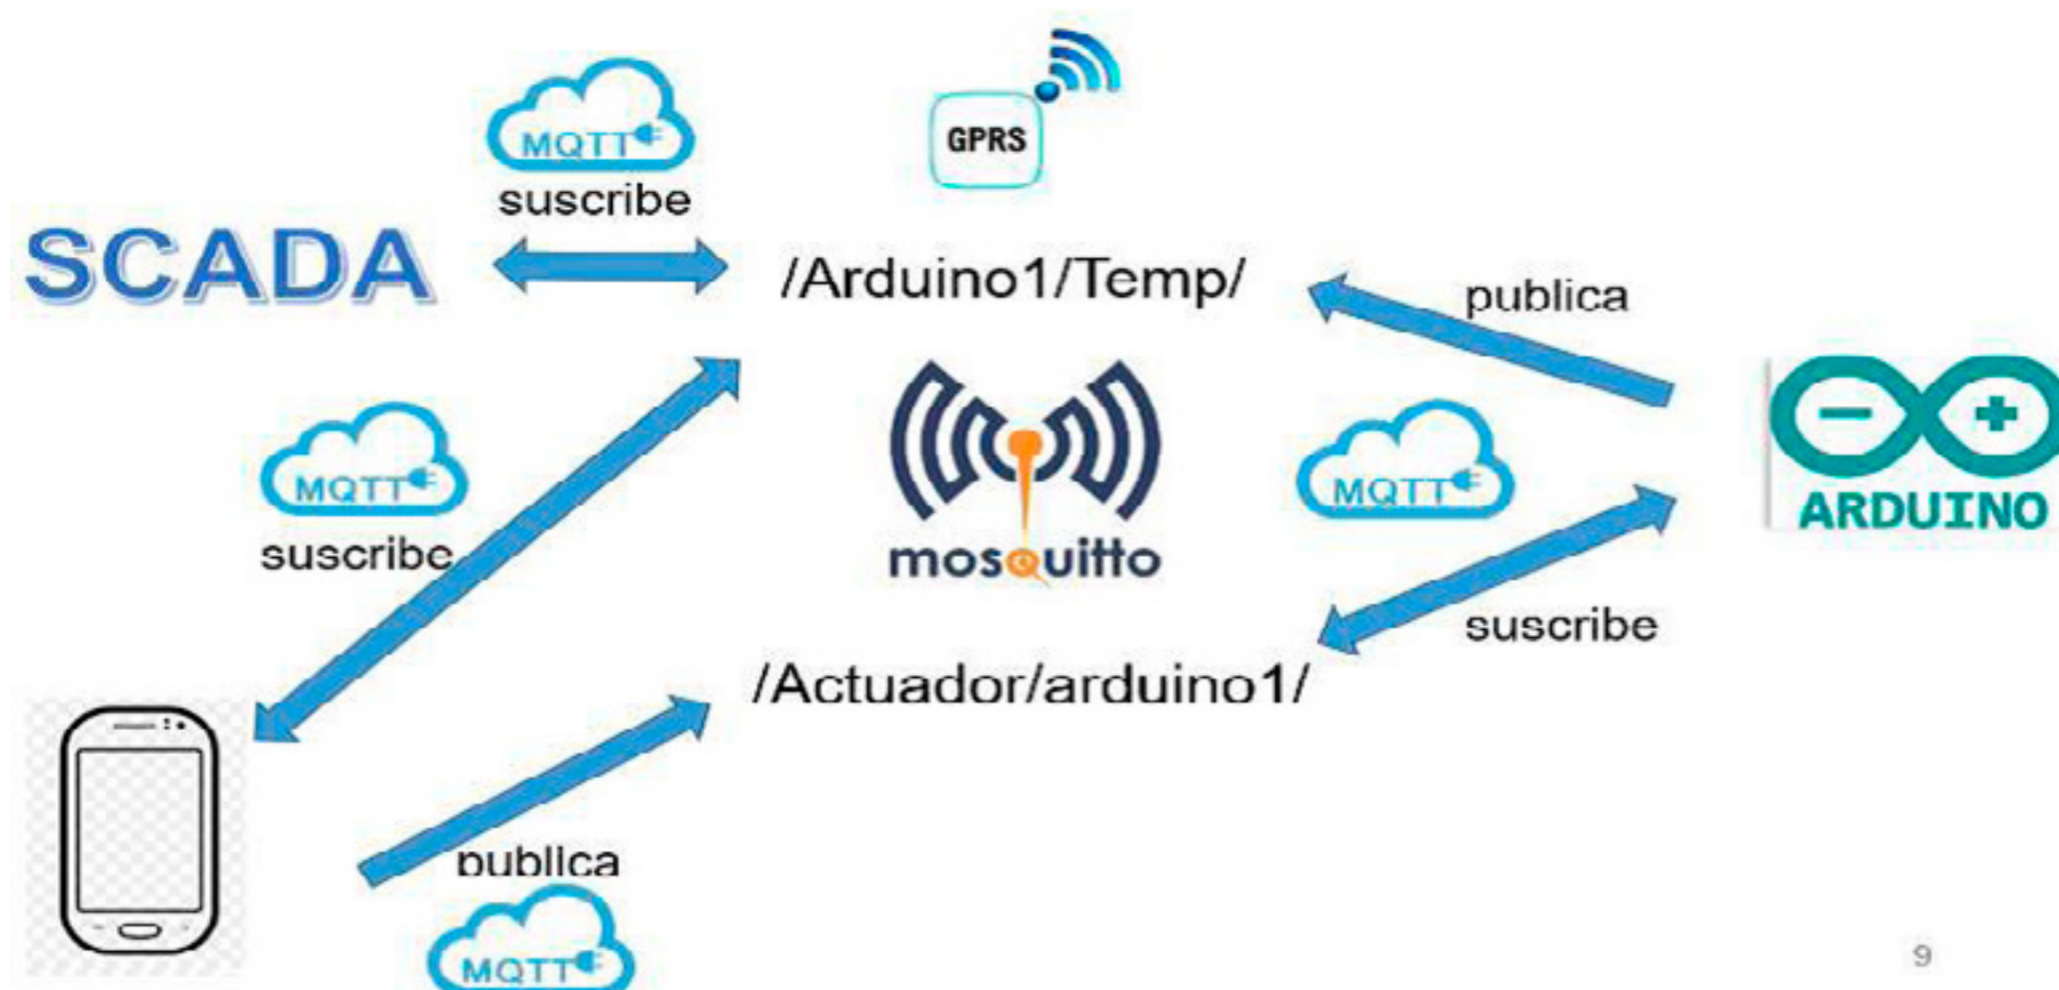 GPRS
MQTT
suscribe
SCADA
/Arduino1/Temp/
publica
MQTT
suscribe
mosquitto
MQTT
ARDUINO
suscribe
/Actuador/arduino1/
publica
MQTT
9